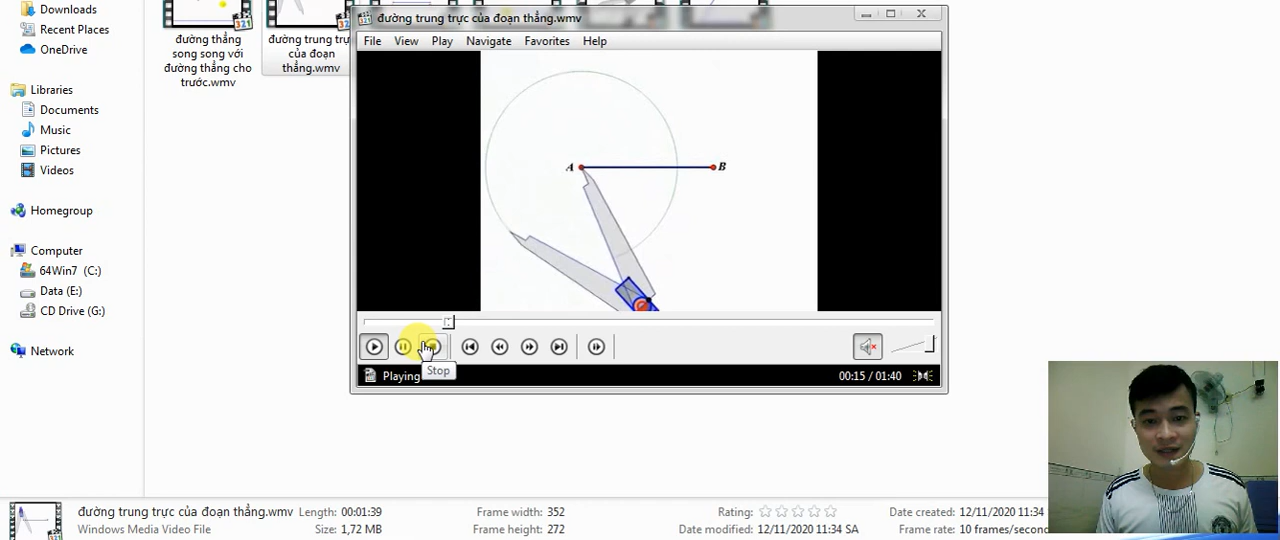 Downloads
Recent Places
OneDrive
Libraries
Documents
Music
Pictures
Videos
Homegroup
Computer
64Win7 (C:)
Data (E:)
CD Drive (G:)
Network
321
321
đường thẳng
song song với
đường thẳng cho
trước.wmv
đường trung trực
của đoạn
thẳng.wmv
đường trung trực của đoạn thẳng.wmv
File View Play Navigate Favorites Help
A B
Stop
Playing
00:15 / 01:40
321
đường trung trực của đoạn thẳng.wmv
Windows Media Video File
Length: 00:01:39
Size: 1,72 MB
Frame width: 352
Frame height: 272
Rating:
Date modified: 12/11/2020 11:34 SA
Date created: 12/11/2020 11:34
Frame rate: 10 frames/second